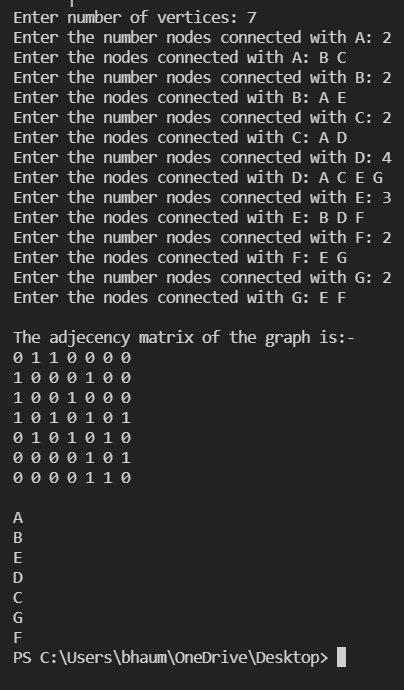 Enter number of vertices: 7
Enter the number nodes connected with A: 2
Enter the nodes connected with A: B C
Enter the number nodes connected with B: 2
Enter the nodes connected with B: A E
Enter the number nodes connected with C: 2
Enter the nodes connected with C: A D
Enter the number nodes connected with D: 4
Enter the nodes connected with D: A C E G
Enter the number nodes connected with E: 3
Enter the nodes connected with E: B D F
Enter the number nodes connected with F: 2
Enter the nodes connected with F: E G
Enter the number nodes connected with G: 2
Enter the nodes connected with G: E F
The adjecency matrix of the graph is:-
0 1 1 0 0 0 0
1 0 0 0 1 0 0
1 0 0 1 0 0 0
1 0 1 0 1 0 1
0 1 0 1 0 1 0
0 0 0 0 1 0 1
0 0 0 0 1 1 0
A
B
E
D
C
G
F
PS C:\Users\bhaum\OneDrive\Desktop>